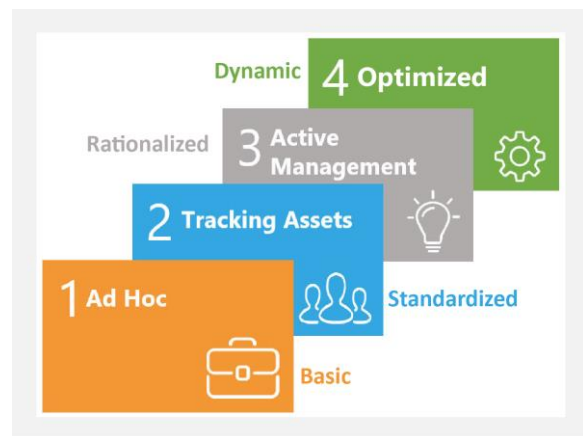 Dynamic
4 Optimized
Rationalized
3 Active
Management
2 Tracking Assets
Standardized
1 Ad Hoc
Basic